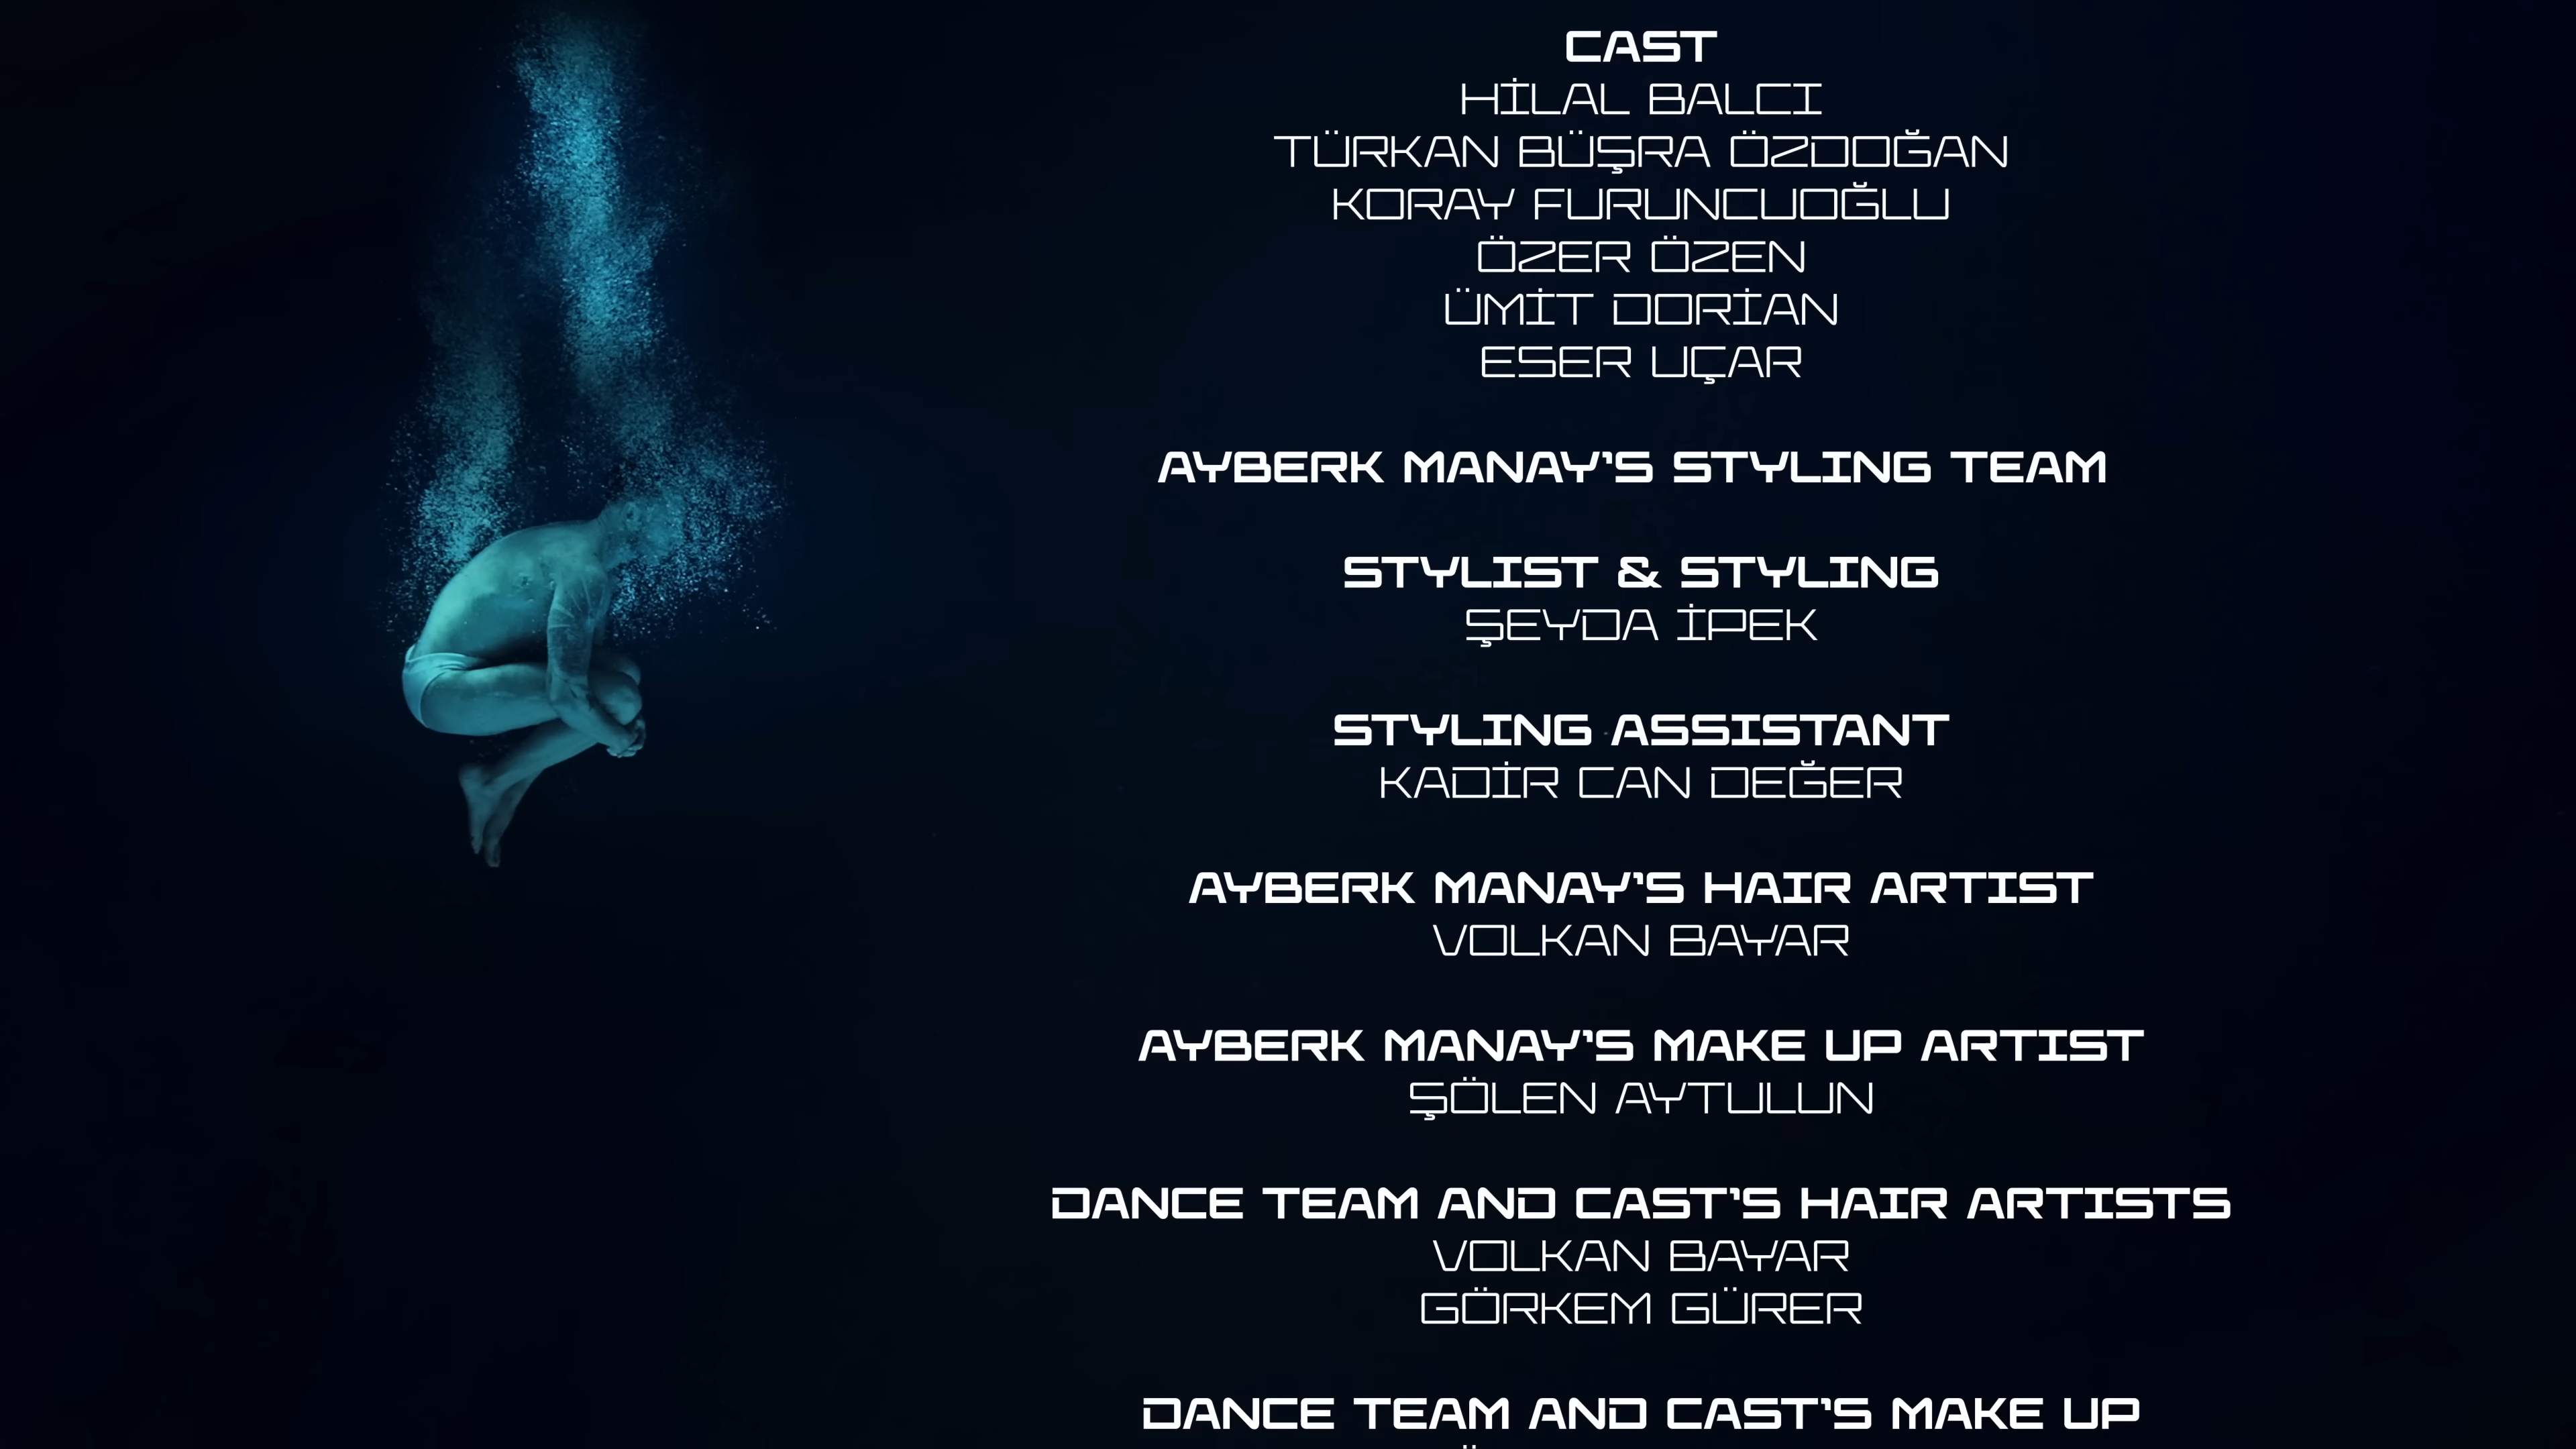 CAST
HİLAL BALCI
TÜRKAN BÜŞRA ÖZDOĞAN
KORAY FURUNCUOĞLU
ÖZER ÖZEN
ÜMİT DORİAN
ESER UÇAR
AYBERK MANAY'S STYLING TEAM
STYLIST & STYLING
ŞEYDA İPEK
STYLING ASSISTANT
KADİR CAN DEĞER
AYBERK MANAY'S HAIR ARTIST
VOLKAN BAYAR
AYBERK MANAY'S MAKE UP ARTIST
ŞÖLEN AYTULUN
DANCE TEAM AND CAST'S HAIR ARTISTS
VOLKAN BAYAR
GÖRKEM GÜRER
DANCE TEAM AND CAST'S MAKE UP